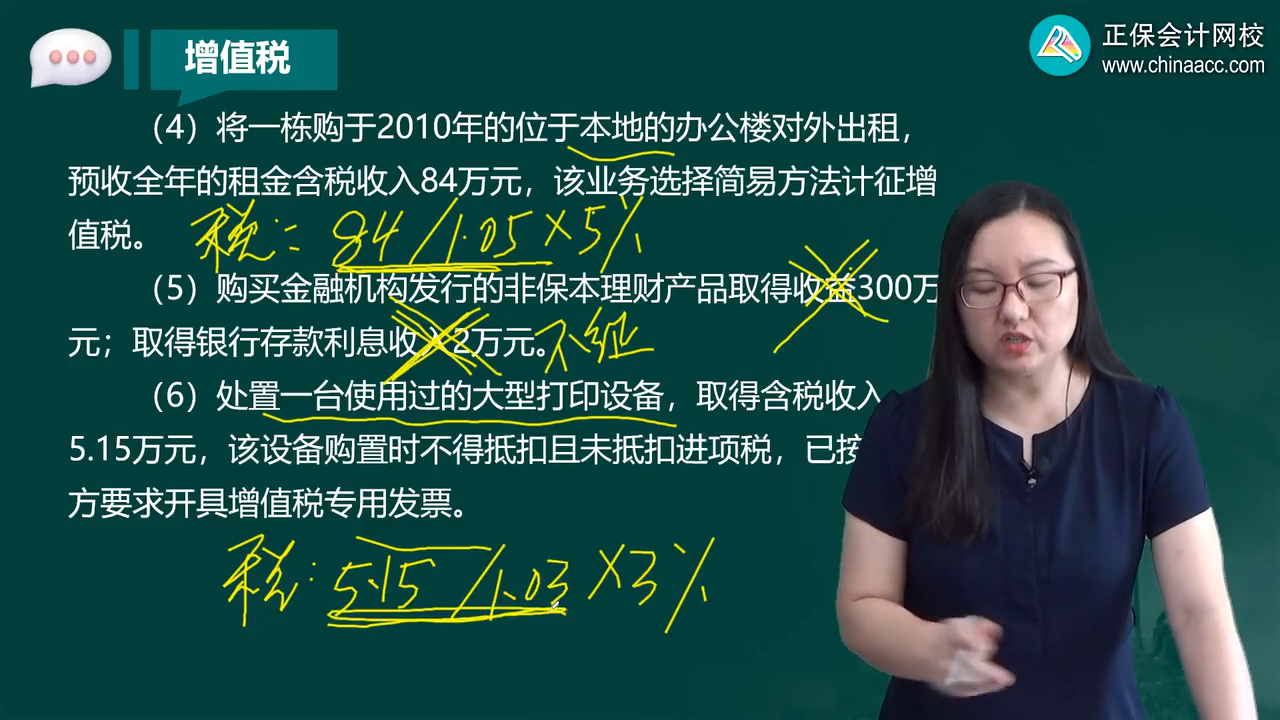 增值税
正保会计网校
www.chinaacc.com
（4）将一栋购于2010年的位于本地的办公楼对外出租，
预收全年的租金含税收入84万元，该业务选择简易方法计征增
值税。
税：84/1.05×5%
（5）购买金融机构发行的非保本理财产品取得收益300万
元；取得银行存款利息收入2万元。
（6）处置一台使用过的大型打印设备，取得含税收入
5.15万元，该设备购置时不得抵扣且未抵扣进项税，已按
方要求开具增值税专用发票。
税：5.15/1.03×3%